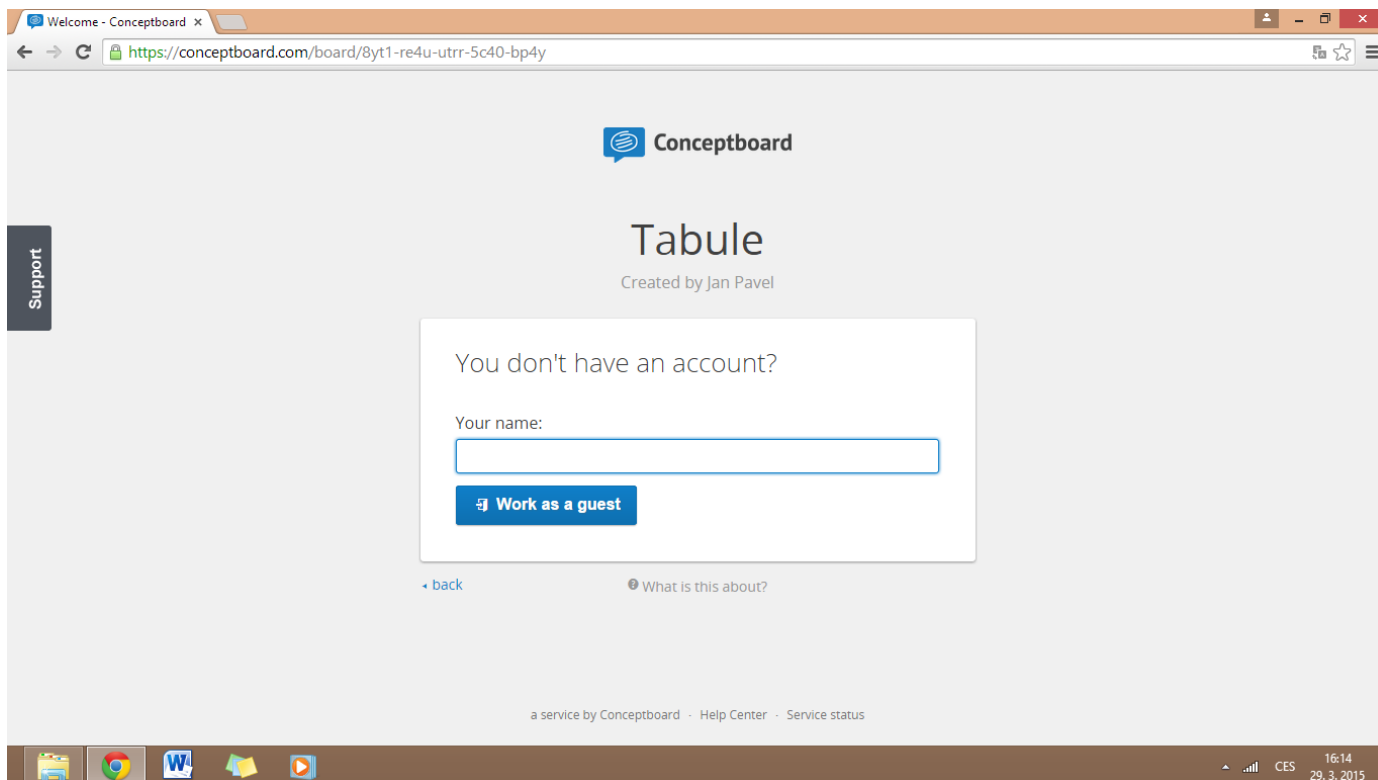 Welcome - Conceptboard
https://conceptboard.com/board/8yt1-re4u-utrr-5c40-bp4y
Conceptboard
Tabule
Created by Jan Pavel
Support
You don't have an account?
Your name:
Work as a guest
back
What is this about?
a service by Conceptboard · Help Center · Service status
W
CES
16:14
29. 3. 2015